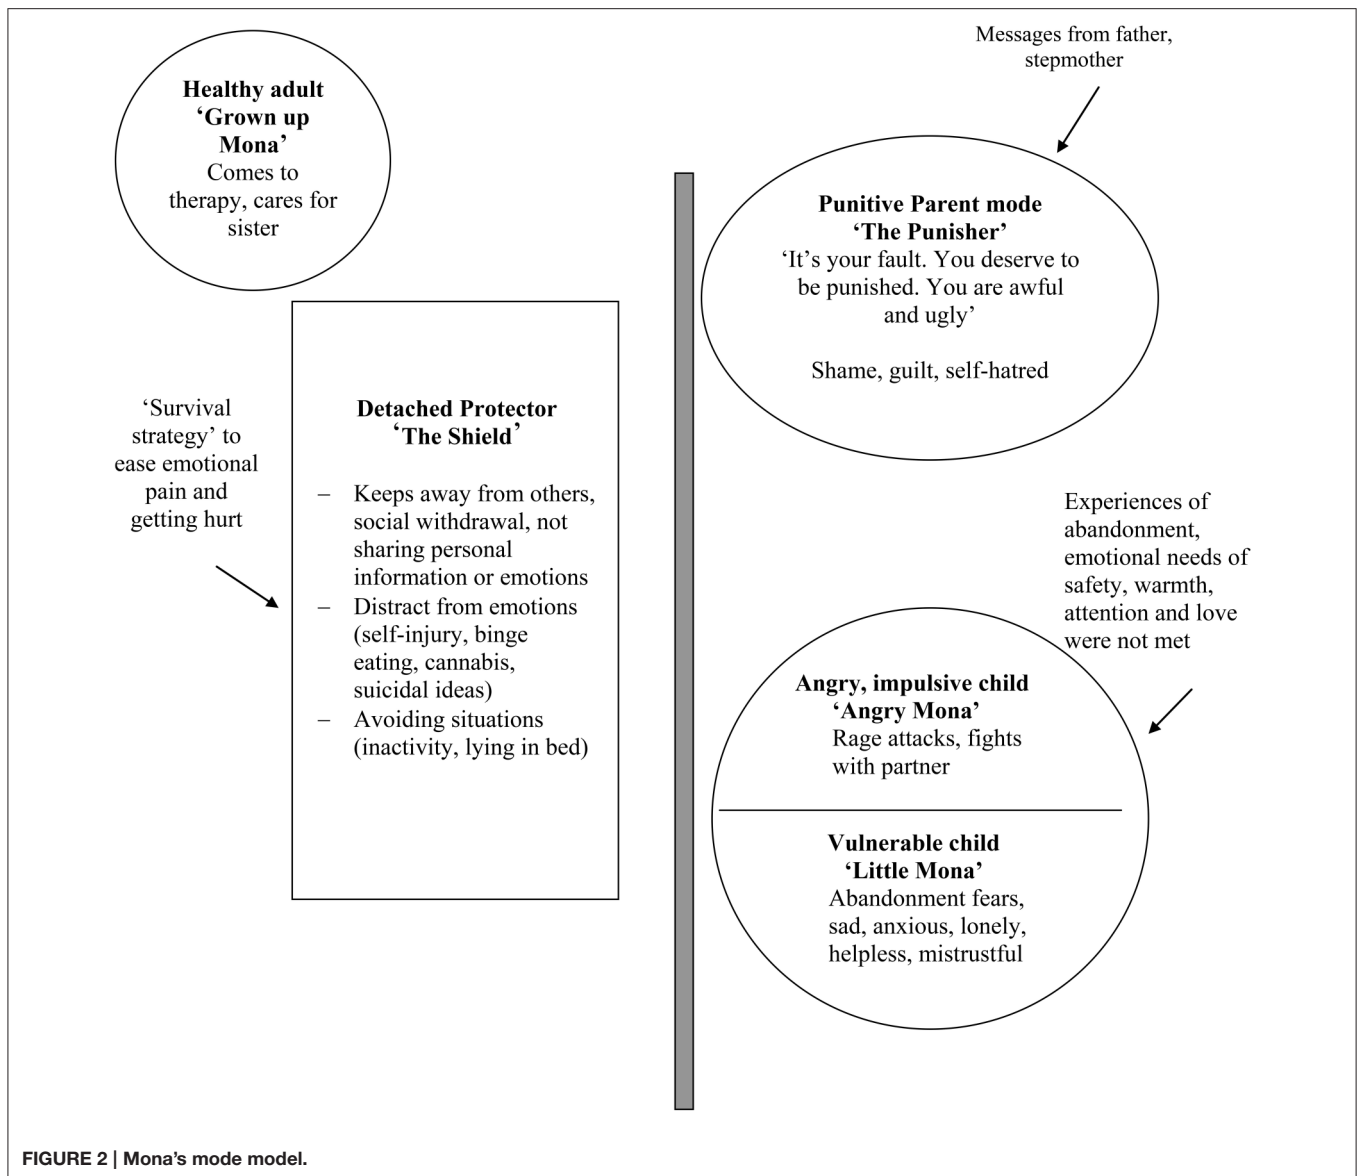 Healthy adult
‘Grown up
Mona’
Comes to
therapy, cares for
sister
Messages from father,
stepmother
Punitive Parent mode
‘The Punisher’
‘It’s your fault. You deserve to
be punished. You are awful
and ugly’
Shame, guilt, self-hatred
‘Survival
strategy’ to
ease emotional
pain and
getting hurt
Detached Protector
‘The Shield’
– Keeps away from others,
social withdrawal, not
sharing personal
information or emotions
– Distract from emotions
(self-injury, binge
eating, cannabis,
suicidal ideas)
– Avoiding situations
(inactivity, lying in bed)
Experiences of
abandonment,
emotional needs of
safety, warmth,
attention and love
were not met
Angry, impulsive child
‘Angry Mona’
Rage attacks, fights
with partner
Vulnerable child
‘Little Mona’
Abandonment fears,
sad, anxious, lonely,
helpless, mistrustful
FIGURE 2 | Mona’s mode model.